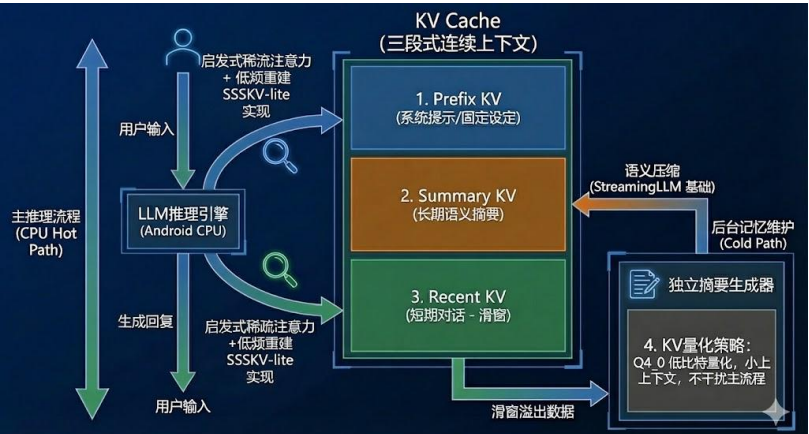 KV Cache
(三段式连续上下文)
启发式稀流注意力
+ 低烦重建
SSSKV-lite
实现
1. Prefix KV
(系统提示/固定设定)
用户输入
语义压缩
(StreamingLLM 基础)
2. Summary KV
(长期语义摘要)
主推理流程
(CPU Hot
Path)
LLM推理引擎
(Android CPU)
后台记忆维护
(Cold Path)
独立摘要生成器
3. Recent KV
(短期对话 - 滑窗)
生成回复
启发式稀疏注意力
+低烦重建
SSSKV-lite
实现
4. KV量化策略：
Q4_0 低比特量化，小上
上下文，不干扰主流程
用户输入
滑窗溢出数据